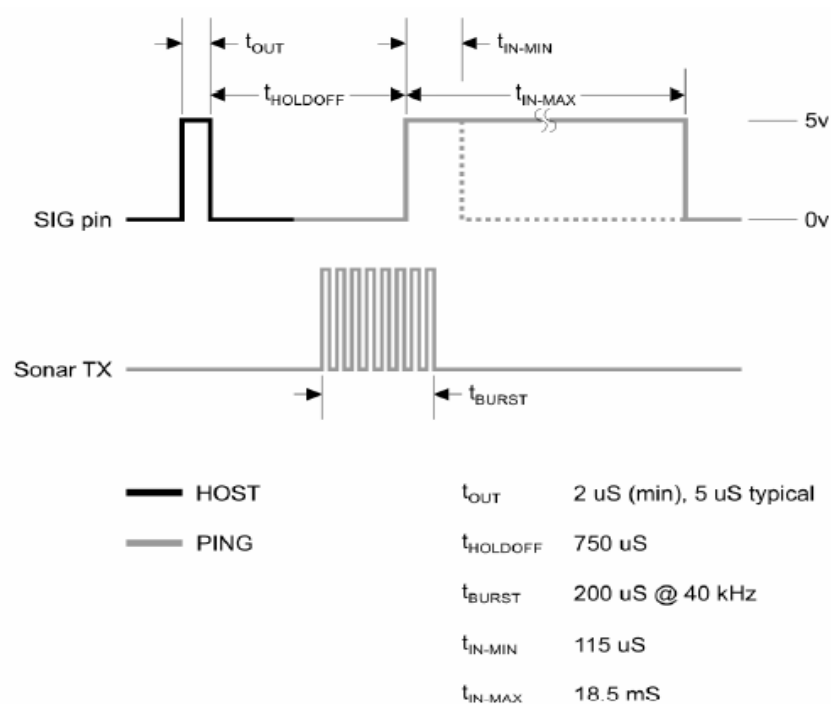 tOUT
tIN-MIN
tHOLDOFF
tIN-MAX
5v
SIG pin
0v
Sonar TX
tBURST
HOST
PING
tOUT 2 uS (min), 5 uS typical
tHOLDOFF 750 uS
tBURST 200 uS @ 40 kHz
tIN-MIN 115 uS
tIN-MAX 18.5 mS